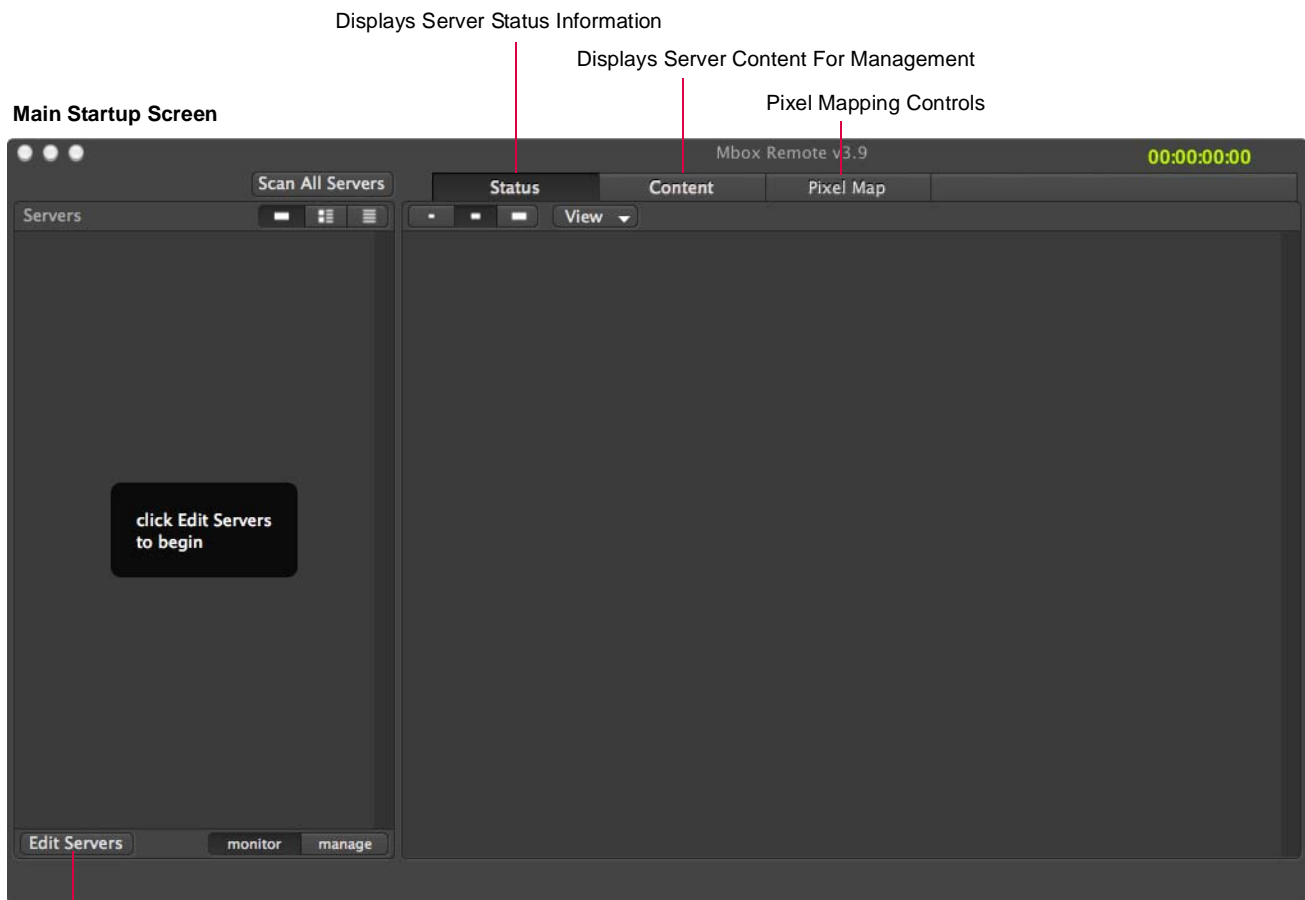 Displays Server Status Information
Displays Server Content For Management
Pixel Mapping Controls
Main Startup Screen
Mbox Remote v3.9
00:00:00:00
Scan All Servers
Status
Content
Pixel Map
Servers
View
click Edit Servers
to begin
Edit Servers
monitor
manage